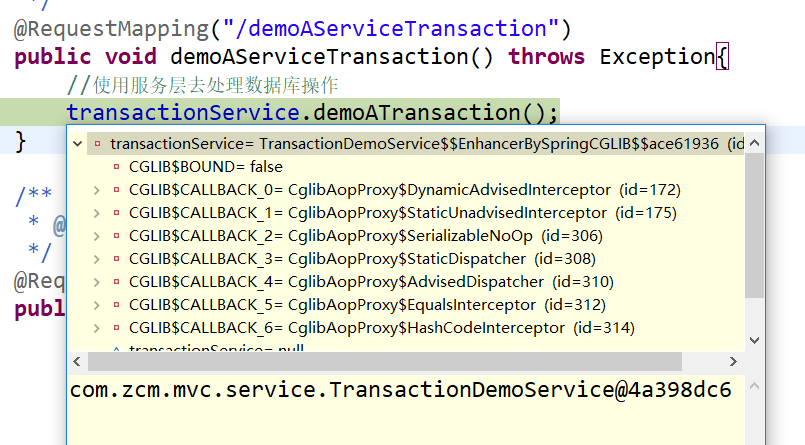 */
@RequestMapping("/demoAServiceTransaction")
public void demoAServiceTransaction() throws Exception{
//使用服务层去处理数据库操作
transactionService.demoATransaction();
}
transactionService= TransactionDemoService$$EnhancerBySpringCGLIB$$ace61936 (id
CGLIB$BOUND= false
CGLIB$CALLBACK_0= CglibAopProxy$DynamicAdvisedInterceptor (id=172)
CGLIB$CALLBACK_1= CglibAopProxy$StaticUnadvisedInterceptor (id=175)
/**
CGLIB$CALLBACK_2= CglibAopProxy$SerializableNoOp (id=306)
* @
CGLIB$CALLBACK_3= CglibAopProxy$StaticDispatcher (id=308)
*/
CGLIB$CALLBACK_4= CglibAopProxy$AdvisedDispatcher (id=310)
@Req
CGLIB$CALLBACK_5= CglibAopProxy$EqualsInterceptor (id=312)
publ
CGLIB$CALLBACK_6= CglibAopProxy$HashCodeInterceptor (id=314)
transactionService= null
com.zcm.mvc.service.TransactionDemoService@4a398dc6